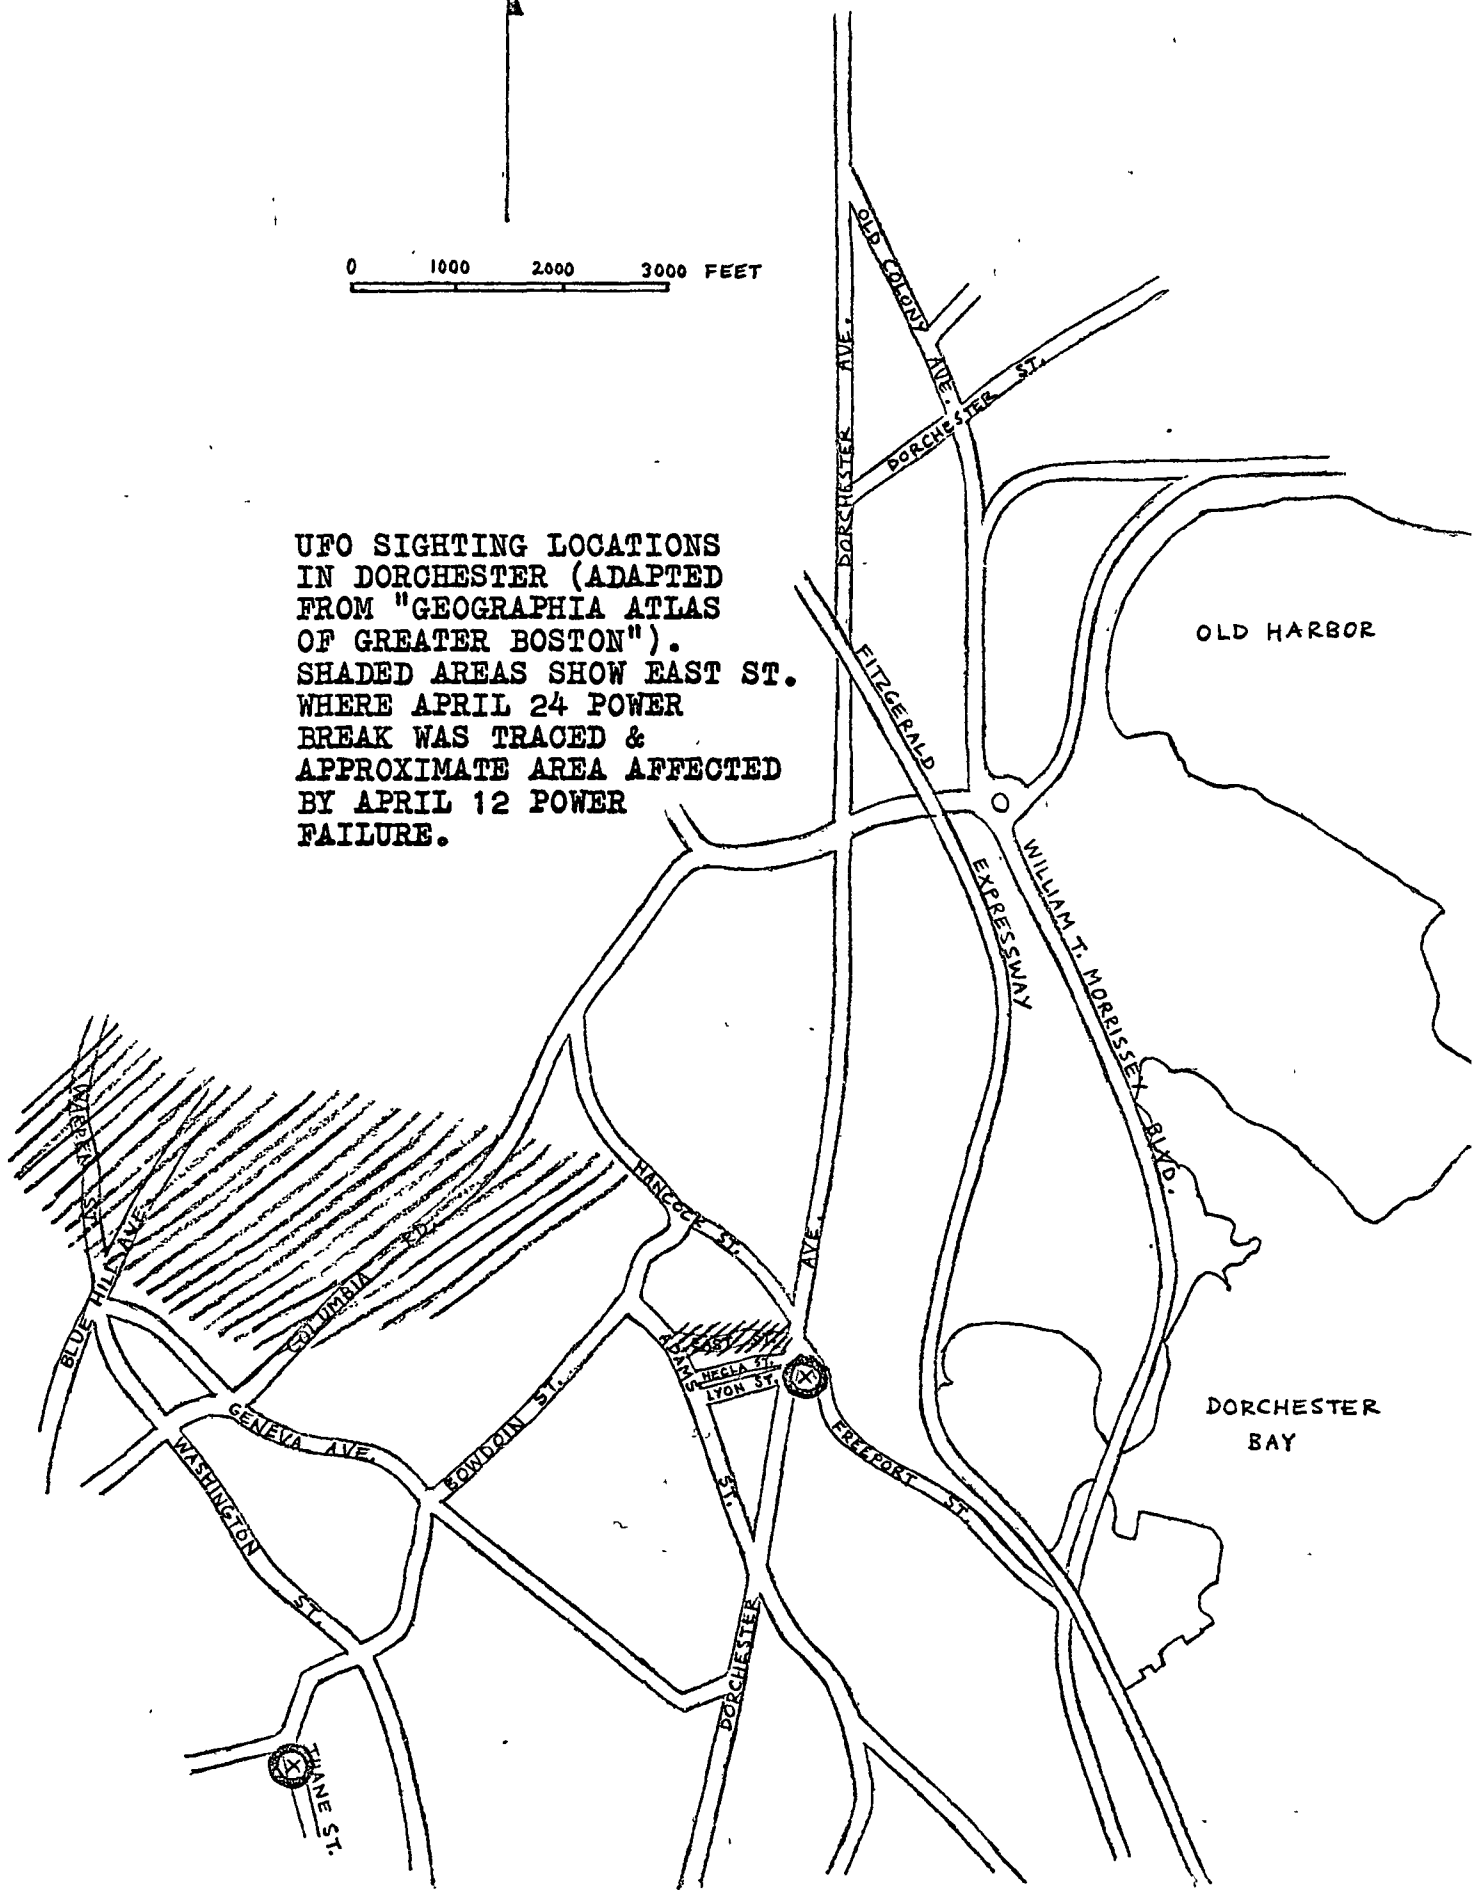 0 1000 2000 3000 FEET
OLD COLONY AVE.
DORCHESTER ST.
DORCHESTER AVE.
UFO SIGHTING LOCATIONS
IN DORCHESTER (ADAPTED
FROM "GEOGRAPHIA ATLAS
OF GREATER BOSTON").
SHADED AREAS SHOW EAST ST.
WHERE APRIL 24 POWER
BREAK WAS TRACED &
APPROXIMATE AREA AFFECTED
BY APRIL 12 POWER
FAILURE.
OLD HARBOR
FITZGERALD EXPRESSWAY
WILLIAM T. MORRISSEY BLVD.
WARREN ST.
BLUE HILL AVE.
COLUMBIA RD.
HANCOCK ST.
AVE.
EAST ST.
HECLA ST.
LYON ST.
ADAMS ST.
X
DORCHESTER
BAY
GENEVA AVE.
BOWDOIN ST.
FREEPORT ST.
WASHINGTON ST.
DORCHESTER
X
THANE ST.